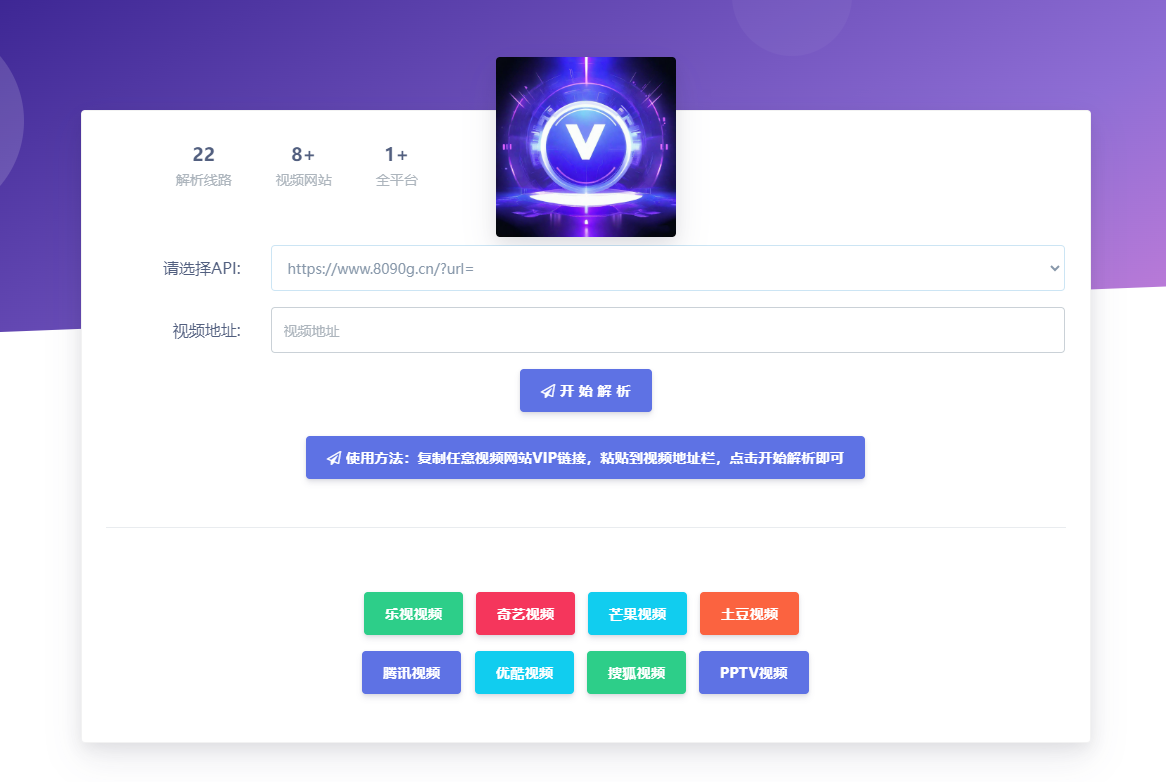 22 8+ 1+
解析线路 视频网站 全平台
V
请选择API: https://www.8090g.cn/?url=
视频地址: 视频地址
开 始 解 析
使用方法：复制任意视频网站VIP链接，粘贴到视频地址栏，点击开始解析即可
乐视视频 奇艺视频 芒果视频 土豆视频
腾讯视频 优酷视频 搜狐视频 PPTV视频